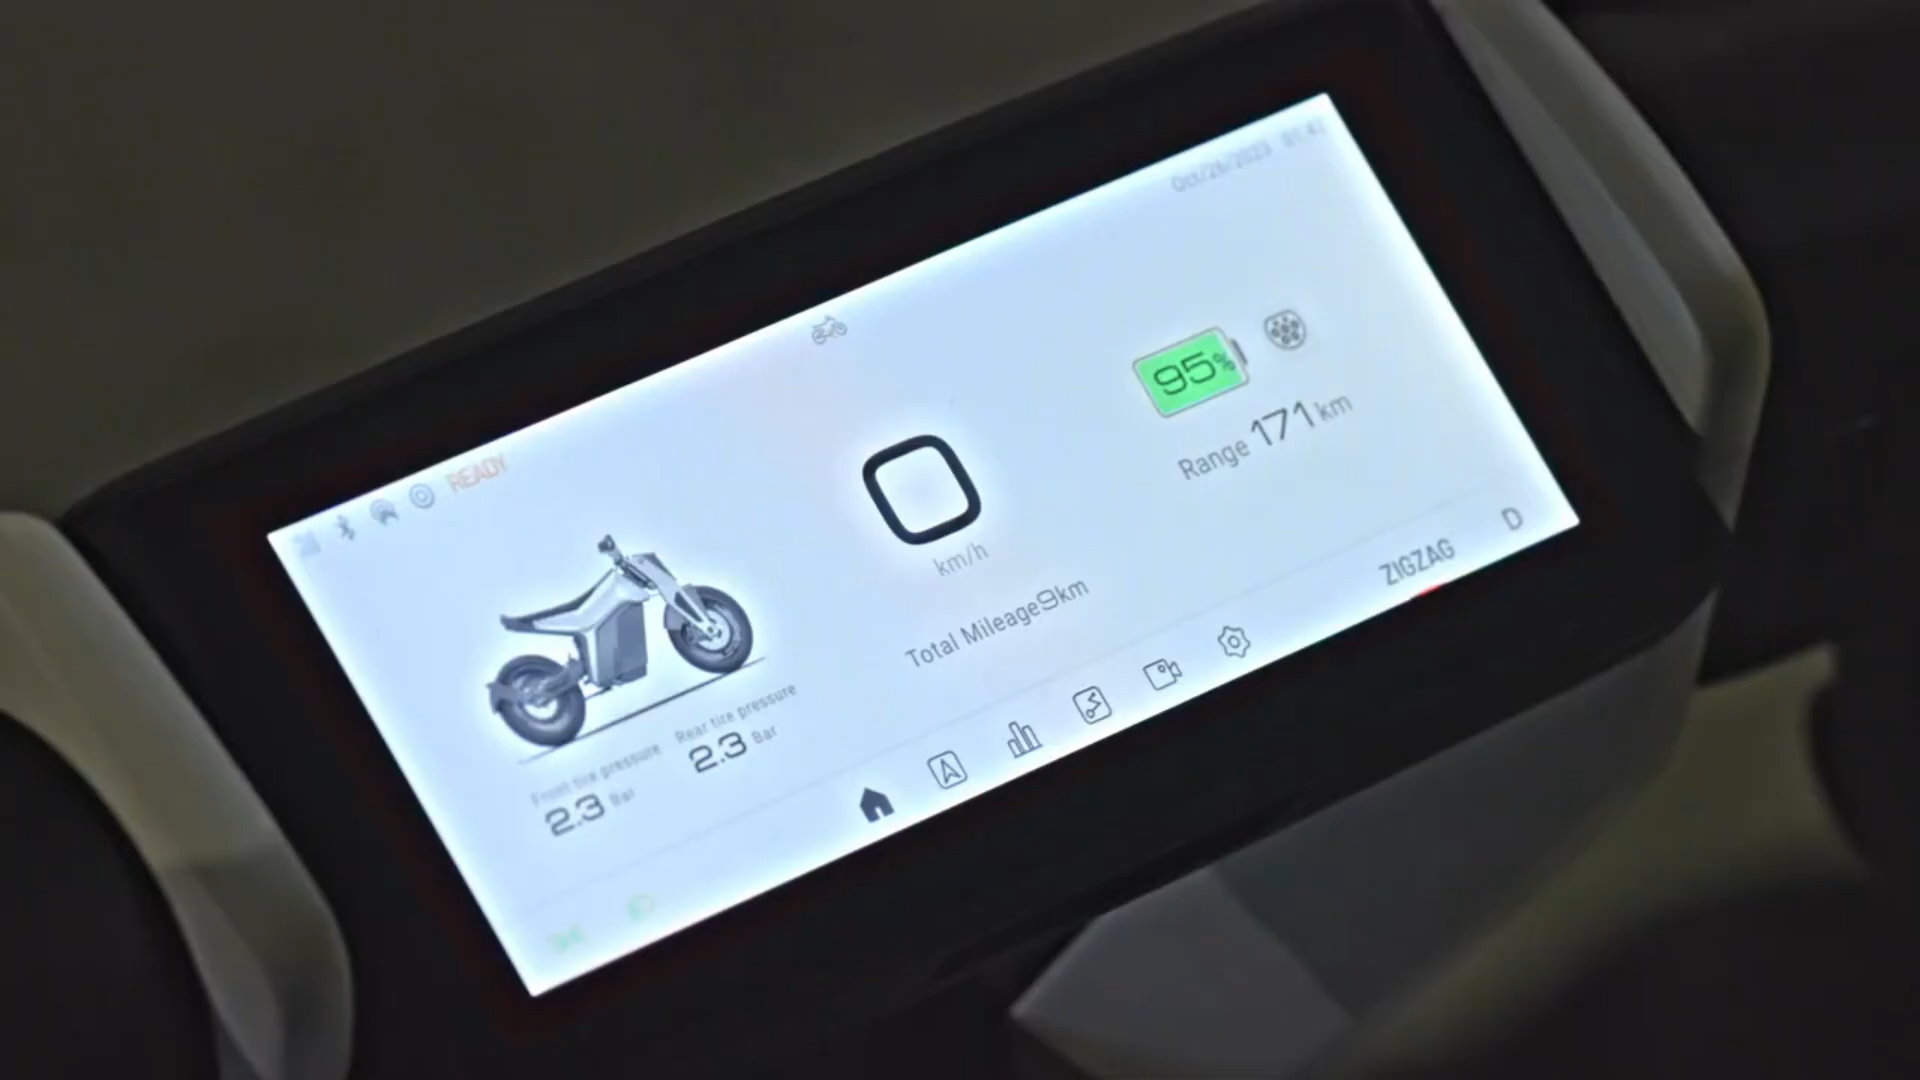 Oct/26/2023
READY
95%
Range 171 km
0
km/h
Total Mileage9km
Front tire pressure
2.3 Bar
Rear tire pressure
2.3 Bar
ZIGZAG
D